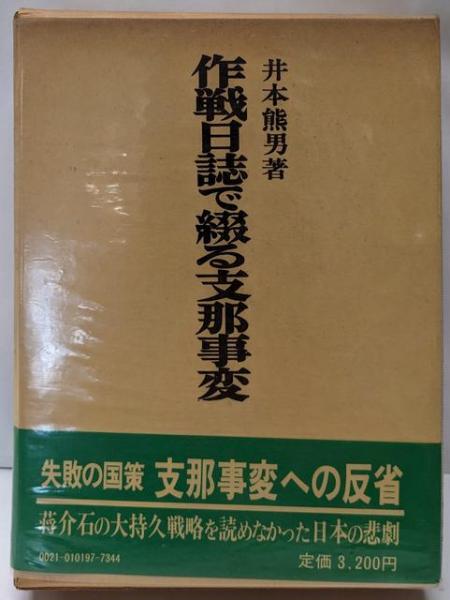 井本熊男著
作戦日誌で綴る支那事変
失敗の国策 支那事変への反省
蒋介石の大持久戦略を読めなかった日本の悲劇
0021-010197-7344
定価 3,200円